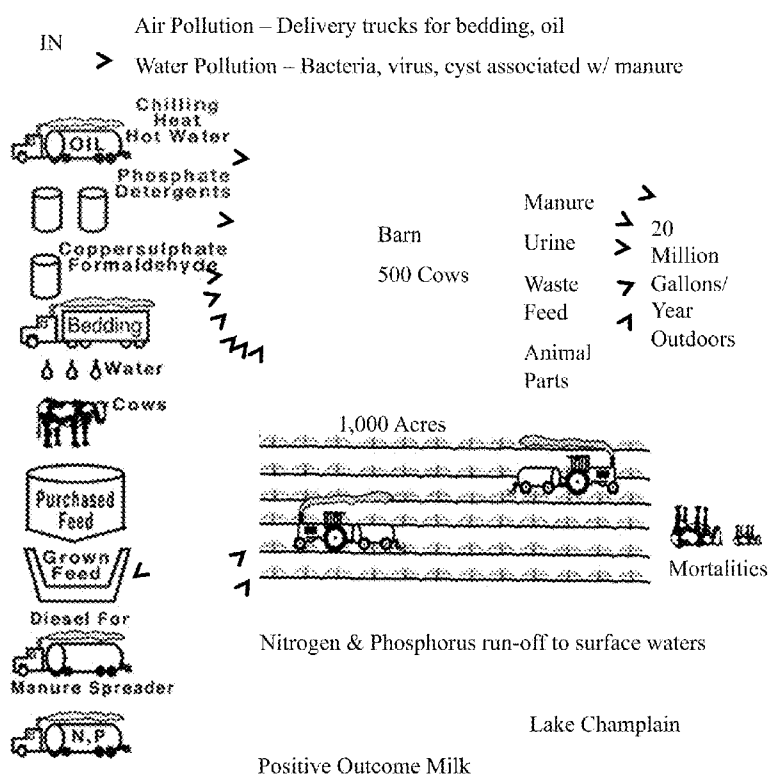 IN
Air Pollution – Delivery trucks for bedding, oil
Water Pollution – Bacteria, virus, cyst associated w/ manure
Chilling
Heat
Hot Water
OIL
Phosphate
Detergents
Coppersulphate
Formaldehyde
Bedding
Water
Cows
Purchased
Feed
Grown
Feed
Diesel For
Manure Spreader
N,P
Barn
500 Cows
Manure
Urine
Waste
Feed
Animal
Parts
20
Million
Gallons/
Year
Outdoors
1,000 Acres
Mortalities
Nitrogen & Phosphorus run-off to surface waters
Lake Champlain
Positive Outcome Milk